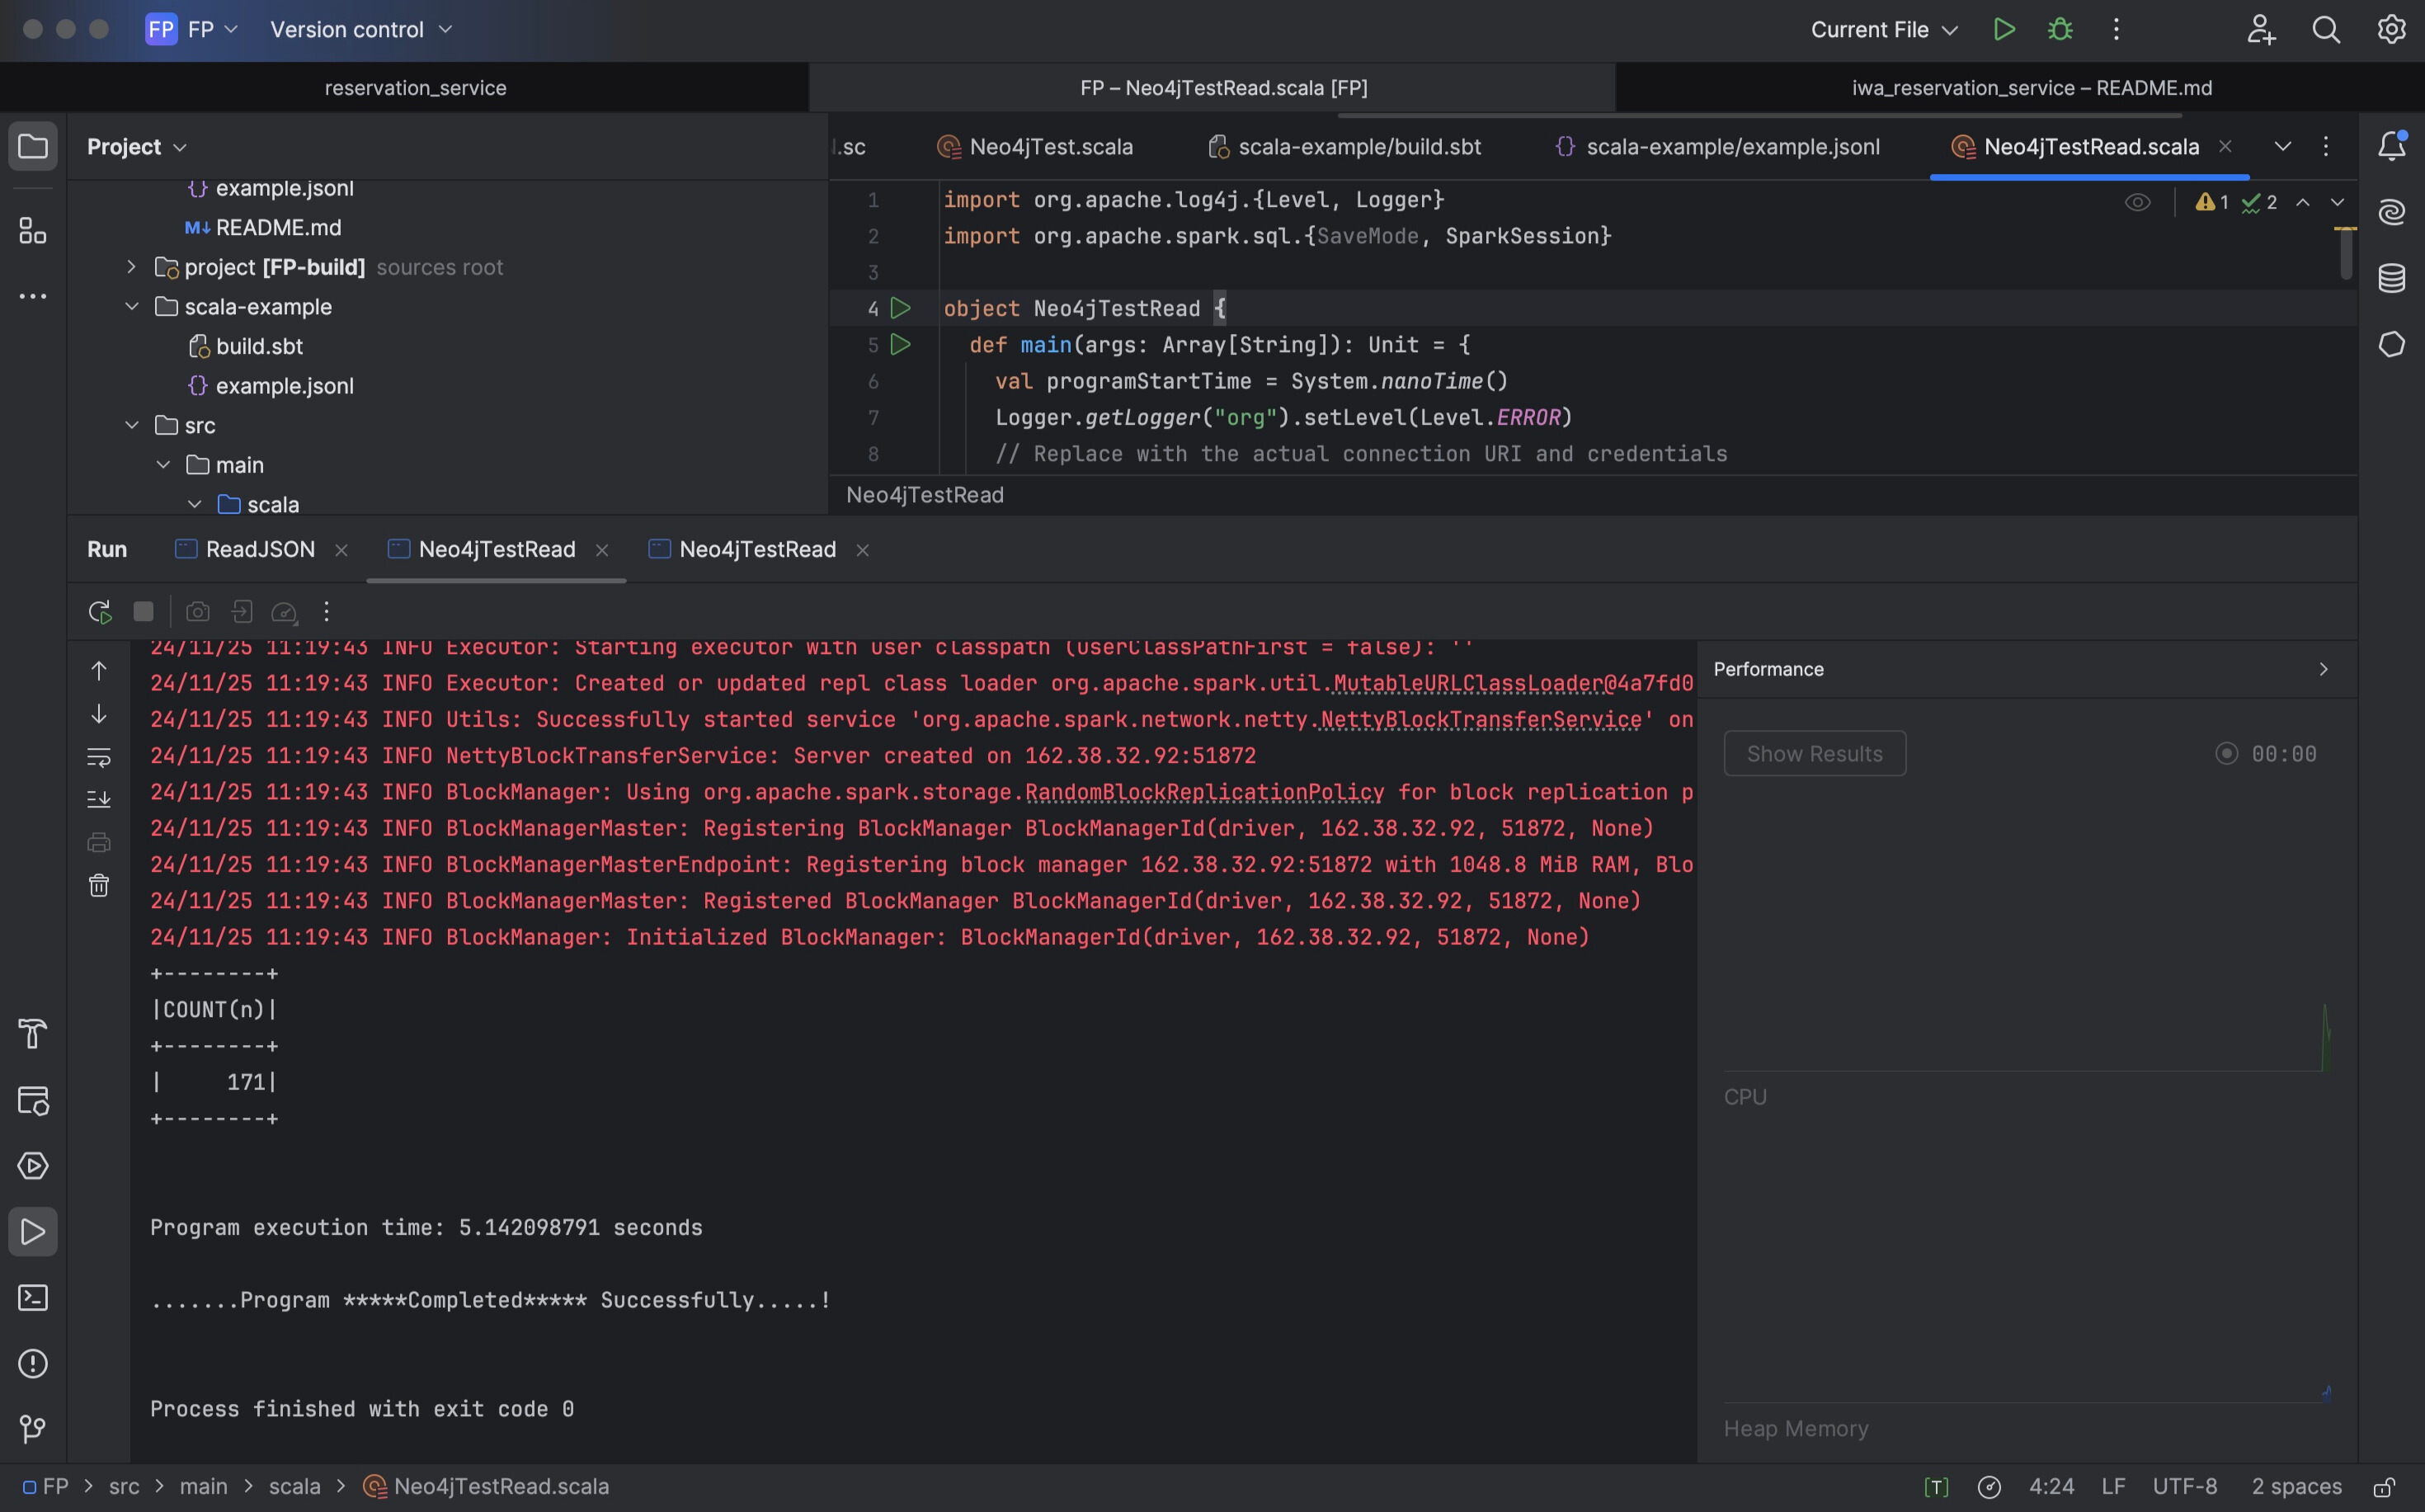 FP FP Version control Current File
reservation_service FP – Neo4jTestRead.scala [FP] iwa_reservation_service – README.md
Project
example.jsonl
M↓ README.md
project [FP-build] sources root
scala-example
build.sbt
example.jsonl
src
main
scala
.sc Neo4jTest.scala scala-example/build.sbt {} scala-example/example.jsonl Neo4jTestRead.scala
1 import org.apache.log4j.{Level, Logger}
2 import org.apache.spark.sql.{SaveMode, SparkSession}
3
4 object Neo4jTestRead {
5 def main(args: Array[String]): Unit = {
6 val programStartTime = System.nanoTime()
7 Logger.getLogger("org").setLevel(Level.ERROR)
8 // Replace with the actual connection URI and credentials
1 2
Neo4jTestRead
Run ReadJSON Neo4jTestRead Neo4jTestRead
24/11/25 11:19:43 INFO Executor: Starting executor with user classpath (userClassPathFirst = false): ''
24/11/25 11:19:43 INFO Executor: Created or updated repl class loader org.apache.spark.util.MutableURLClassLoader@4a7fd0
24/11/25 11:19:43 INFO Utils: Successfully started service 'org.apache.spark.network.netty.NettyBlockTransferService' on
24/11/25 11:19:43 INFO NettyBlockTransferService: Server created on 162.38.32.92:51872
24/11/25 11:19:43 INFO BlockManager: Using org.apache.spark.storage.RandomBlockReplicationPolicy for block replication p
24/11/25 11:19:43 INFO BlockManagerMaster: Registering BlockManager BlockManagerId(driver, 162.38.32.92, 51872, None)
24/11/25 11:19:43 INFO BlockManagerMasterEndpoint: Registering block manager 162.38.32.92:51872 with 1048.8 MiB RAM, Blo
24/11/25 11:19:43 INFO BlockManagerMaster: Registered BlockManager BlockManagerId(driver, 162.38.32.92, 51872, None)
24/11/25 11:19:43 INFO BlockManager: Initialized BlockManager: BlockManagerId(driver, 162.38.32.92, 51872, None)
+--------+
|COUNT(n)|
+--------+
|     171|
+--------+
Program execution time: 5.142098791 seconds
.......Program *****Completed***** Successfully.....!
Process finished with exit code 0
Performance
Show Results 00:00
CPU
Heap Memory
FP > src > main > scala > Neo4jTestRead.scala [T] 4:24 LF UTF-8 2 spaces